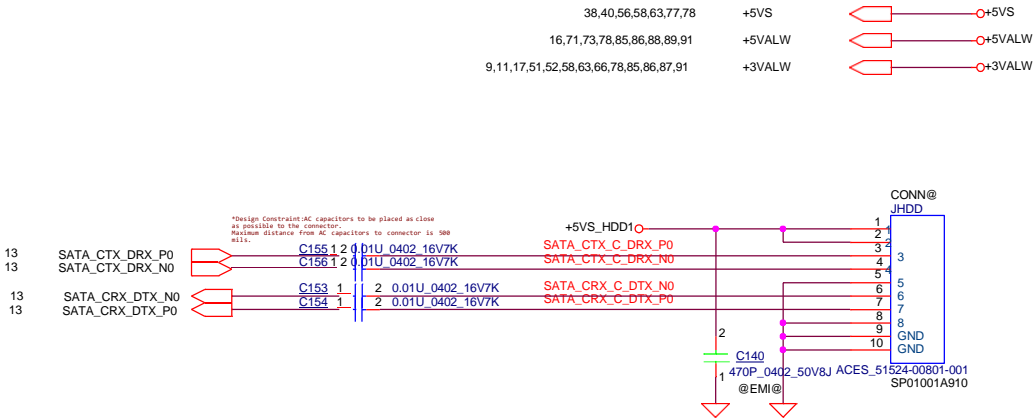 38,40,56,58,63,77,78 +5VS +5VS
16,71,73,78,85,86,88,89,91 +5VALW +5VALW
9,11,17,51,52,58,63,66,78,85,86,87,91 +3VALW +3VALW
CONN@
JHDD
*Design Constraint:AC capacitors to be placed as close
as possible to the connector.
Maximum distance from AC capacitors to connector is 500
mils.
+5VS_HDD1 1
2 2
13 SATA_CTX_DRX_P0 C155 1 2 0.01U_0402_16V7K SATA_CTX_C_DRX_P0 3 3
13 SATA_CTX_DRX_N0 C156 1 2 0.01U_0402_16V7K SATA_CTX_C_DRX_N0 4 4
5 5
13 SATA_CRX_DTX_N0 C153 1 2 0.01U_0402_16V7K SATA_CRX_C_DTX_N0 6 6
13 SATA_CRX_DTX_P0 C154 1 2 0.01U_0402_16V7K SATA_CRX_C_DTX_P0 7 7
8 8
9 GND
10 GND
2
C140
1 470P_0402_50V8J
@EMI@
ACES_51524-00801-001
SP01001A910